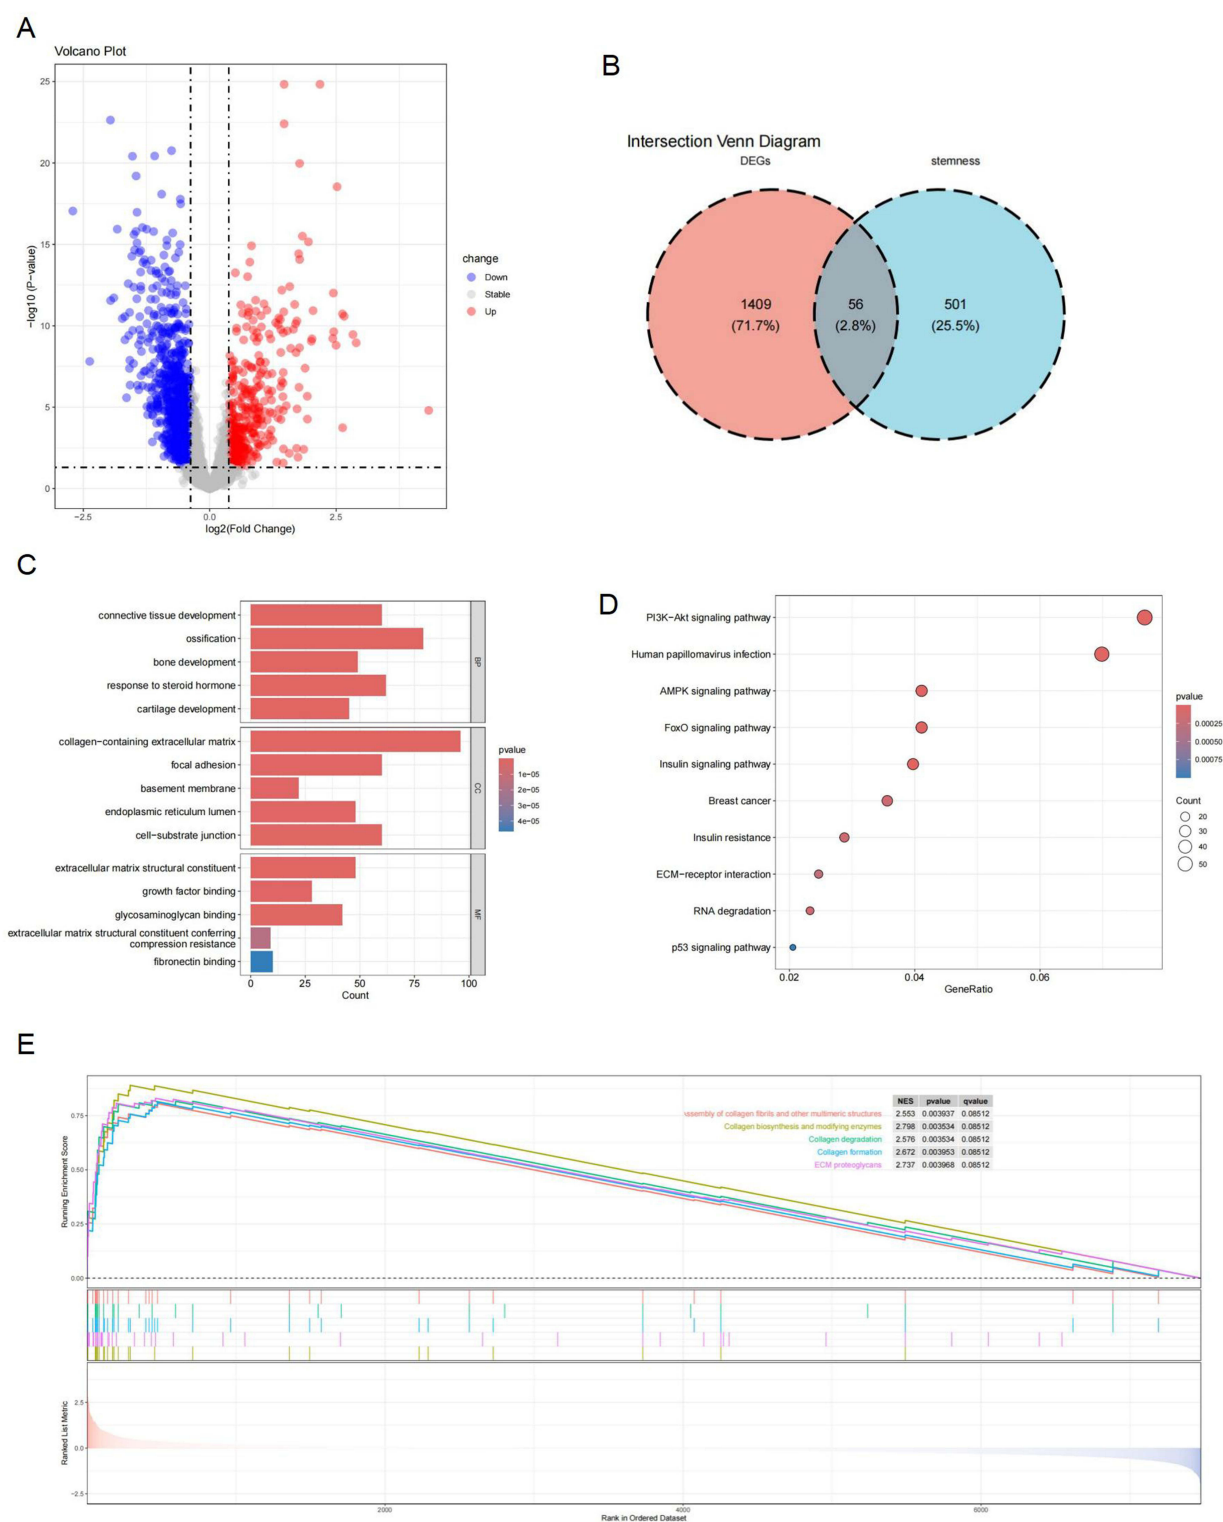 A
Volcano Plot
25
20
15
10
5
0
−log10 (P−value)
−2.5
0.0
2.5
log2(Fold Change)
change
Down
Stable
Up
B
Intersection Venn Diagram
DEGs
stemness
1409
(71.7%)
56
(2.8%)
501
(25.5%)
C
connective tissue development
ossification
bone development
response to steroid hormone
cartilage development
BP
collagen−containing extracellular matrix
focal adhesion
basement membrane
endoplasmic reticulum lumen
cell−substrate junction
CC
extracellular matrix structural constituent
growth factor binding
glycosaminoglycan binding
extracellular matrix structural constituent conferring
compression resistance
fibronectin binding
MF
0
25
50
75
100
Count
pvalue
1e−05
2e−05
3e−05
4e−05
D
PI3K−Akt signaling pathway
Human papillomavirus infection
AMPK signaling pathway
FoxO signaling pathway
Insulin signaling pathway
Breast cancer
Insulin resistance
ECM−receptor interaction
RNA degradation
p53 signaling pathway
0.02
0.04
0.06
GeneRatio
pvalue
0.00025
0.00050
0.00075
Count
20
30
40
50
E
NES pvalue qvalue
ssembly of collagen fibrils and other multimeric structures 2.553 0.003937 0.08512
Collagen biosynthesis and modifying enzymes 2.798 0.003534 0.08512
Collagen degradation 2.576 0.003534 0.08512
Collagen formation 2.672 0.003953 0.08512
ECM proteoglycans 2.737 0.003968 0.08512
0.75
0.50
0.25
0.00
Running Enrichment Score
2.5
0.0
−2.5
Ranked List Metric
2000
4000
6000
Rank in Ordered Dataset